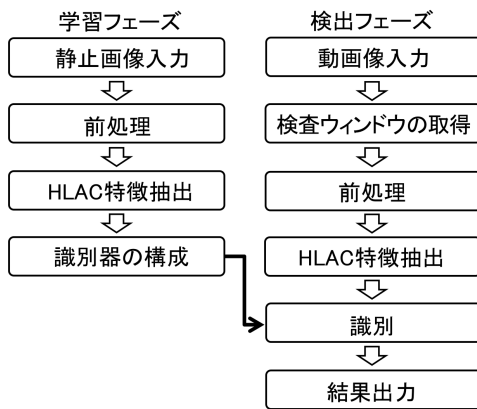 学習フェーズ
静止画像入力
前処理
HLAC特徴抽出
識別器の構成
検出フェーズ
動画像入力
検査ウィンドウの取得
前処理
HLAC特徴抽出
識別
結果出力